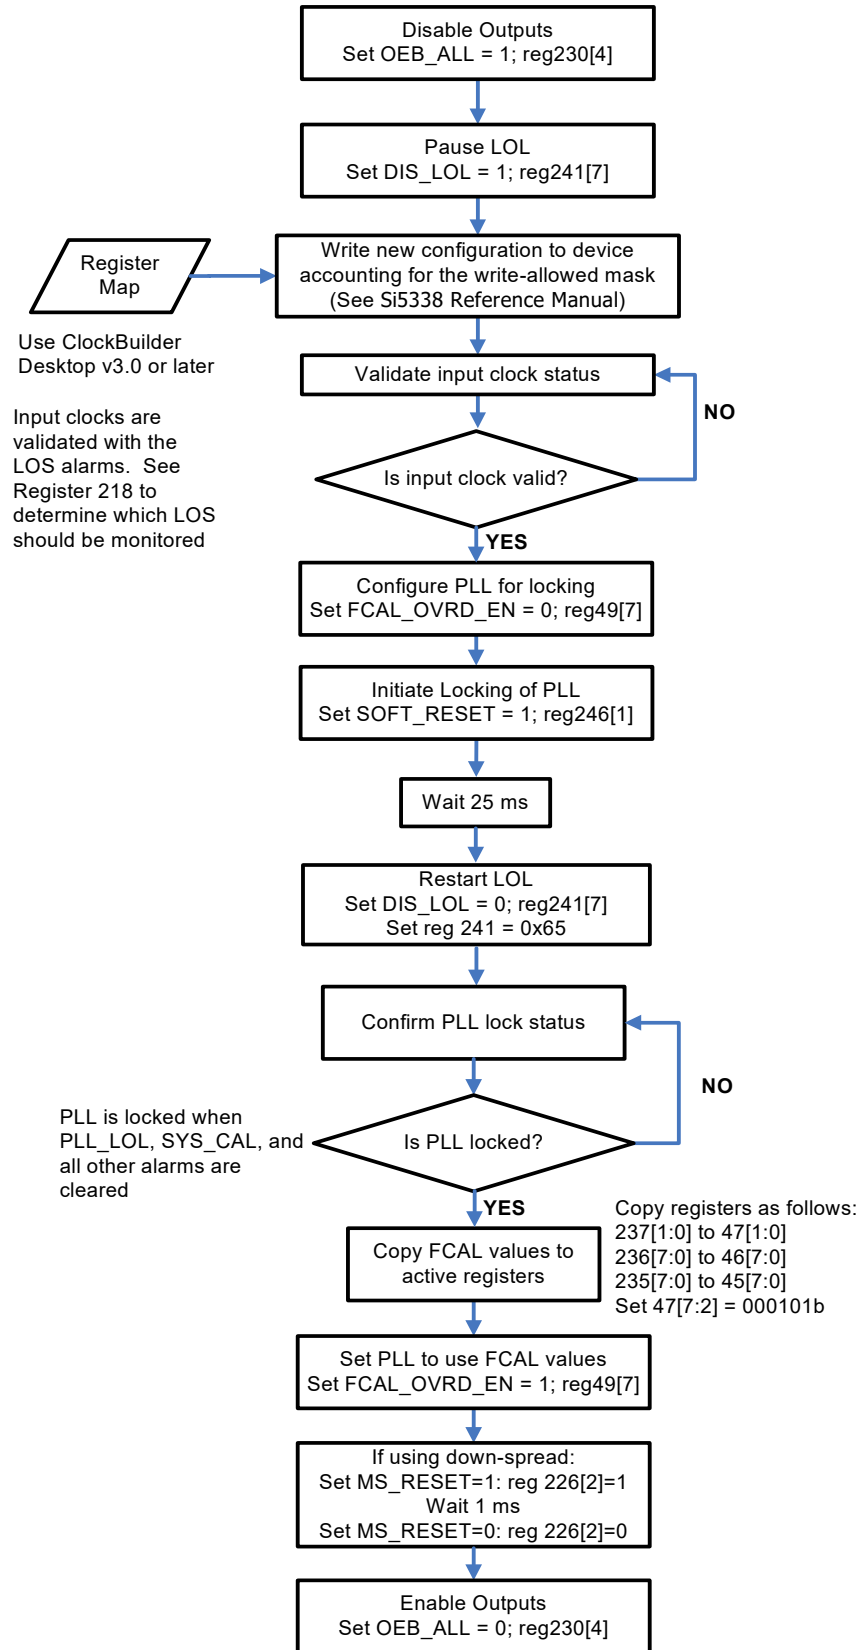 Disable Outputs
Set OEB_ALL = 1; reg230[4]
Pause LOL
Set DIS_LOL = 1; reg241[7]
Register
Map
Write new configuration to device
accounting for the write-allowed mask
(See Si5338 Reference Manual)
Use ClockBuilder
Desktop v3.0 or later
Validate input clock status
NO
Input clocks are
validated with the
LOS alarms.  See
Register 218 to
determine which LOS
should be monitored
Is input clock valid?
YES
Configure PLL for locking
Set FCAL_OVRD_EN = 0; reg49[7]
Initiate Locking of PLL
Set SOFT_RESET = 1; reg246[1]
Wait 25 ms
Restart LOL
Set DIS_LOL = 0; reg241[7]
Set reg 241 = 0x65
Confirm PLL lock status
NO
PLL is locked when
PLL_LOL, SYS_CAL, and
all other alarms are
cleared
Is PLL locked?
YES
Copy registers as follows:
237[1:0] to 47[1:0]
236[7:0] to 46[7:0]
235[7:0] to 45[7:0]
Set 47[7:2] = 000101b
Copy FCAL values to
active registers
Set PLL to use FCAL values
Set FCAL_OVRD_EN = 1; reg49[7]
If using down-spread:
Set MS_RESET=1: reg 226[2]=1
Wait 1 ms
Set MS_RESET=0: reg 226[2]=0
Enable Outputs
Set OEB_ALL = 0; reg230[4]